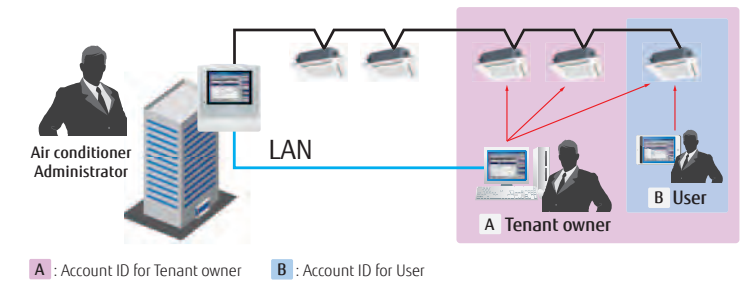 LAN
Air conditioner
Administrator
B User
A Tenant owner
A : Account ID for Tenant owner
B : Account ID for User